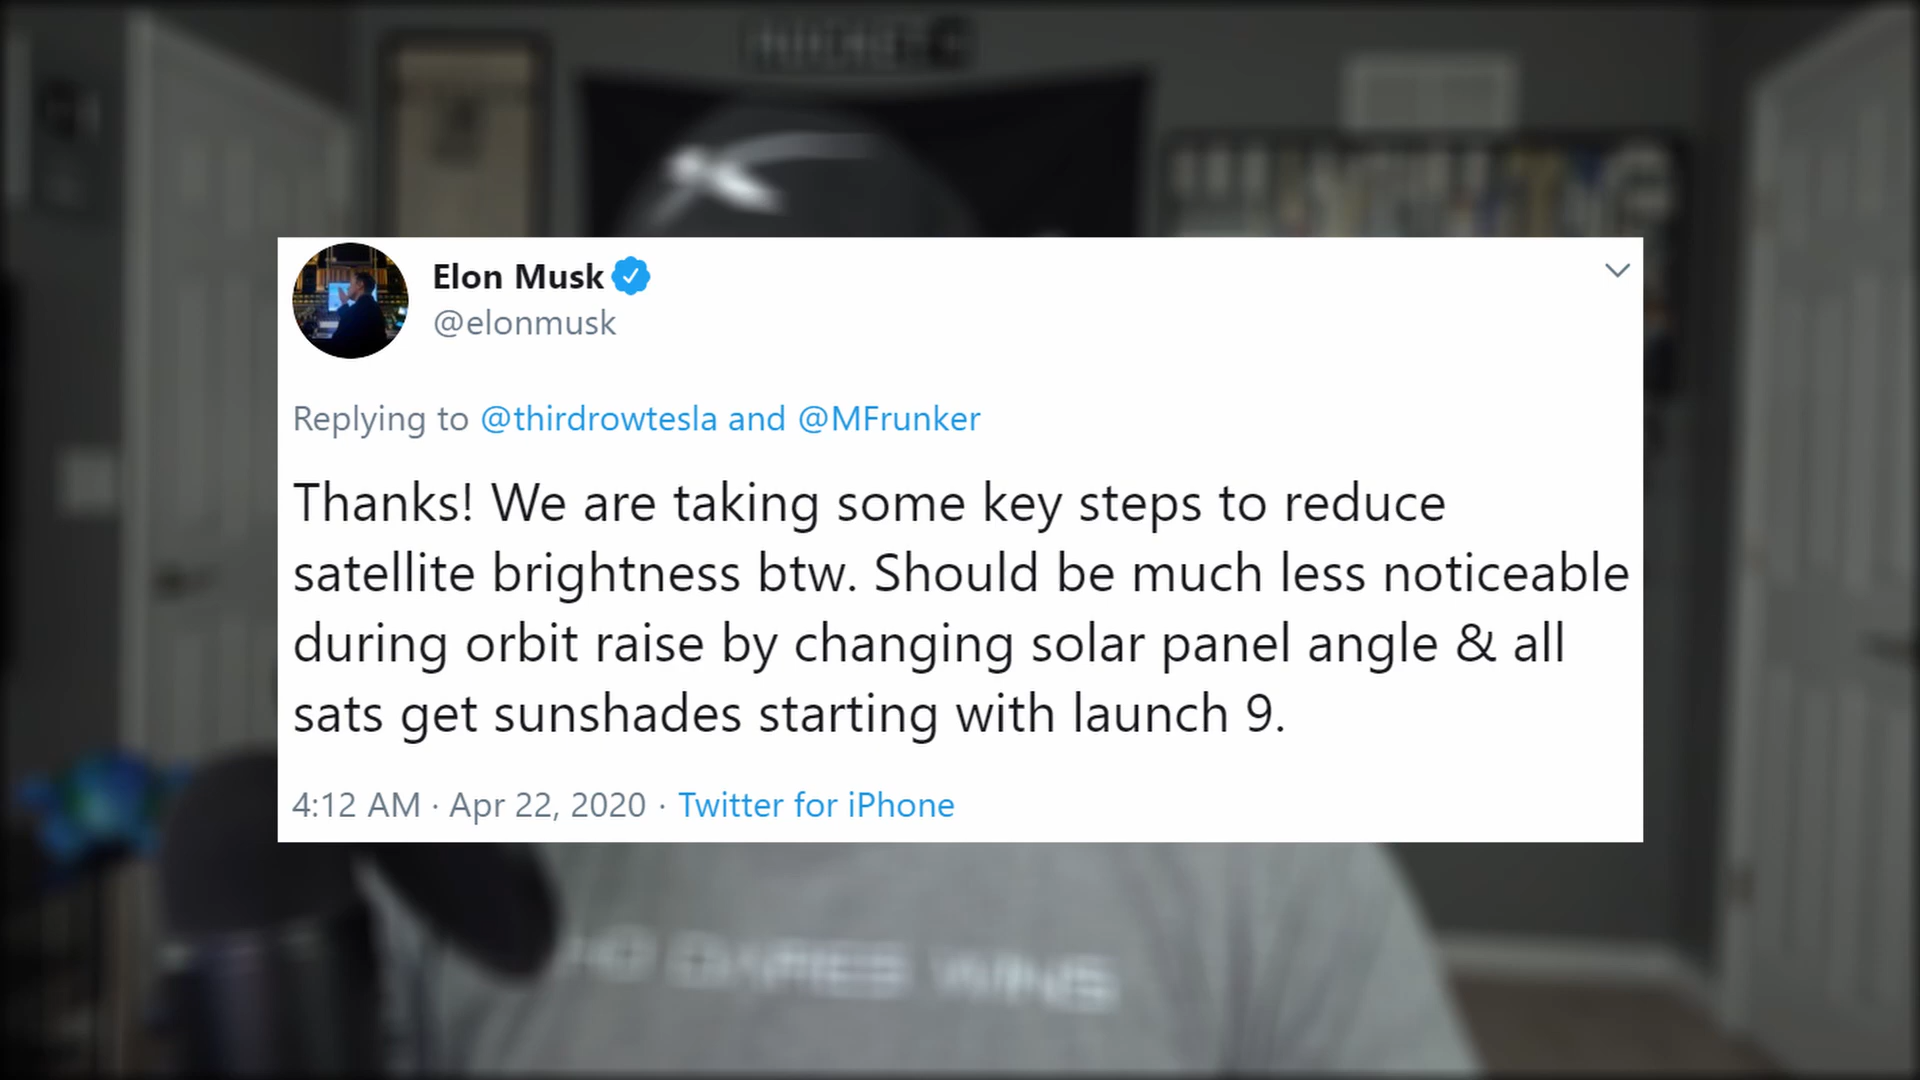 Elon Musk
@elonmusk
Replying to @thirdrowtesla and @MFrunker
Thanks! We are taking some key steps to reduce
satellite brightness btw. Should be much less noticeable
during orbit raise by changing solar panel angle & all
sats get sunshades starting with launch 9.
4:12 AM · Apr 22, 2020 · Twitter for iPhone
DARES WINS